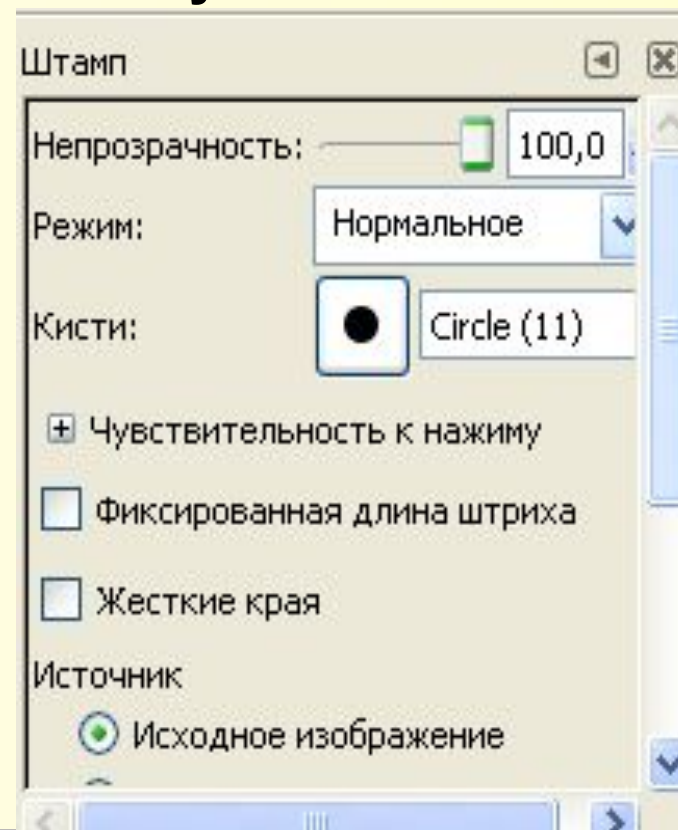 Штамп
Непрозрачность: 100,0
Режим: Нормальное
Кисти: Circle (11)
Чувствительность к нажиму
Фиксированная длина штриха
Жесткие края
Источник
Исходное изображение